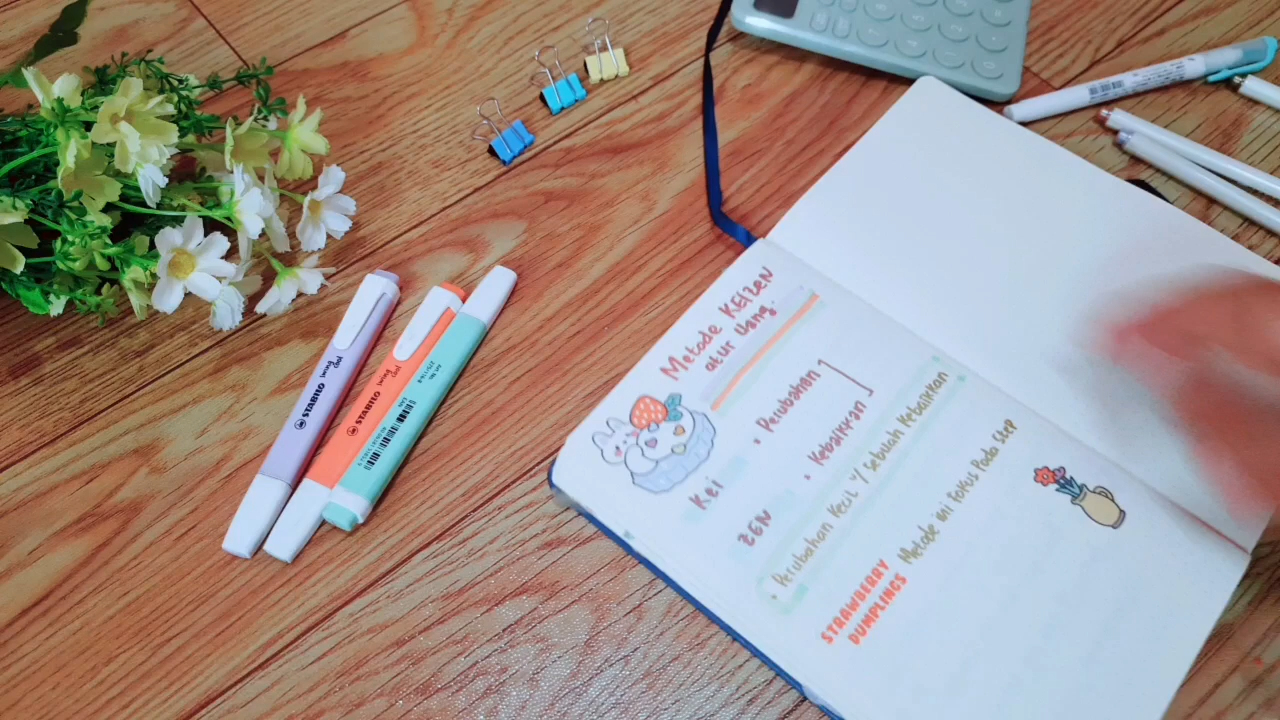 Metode KEIZEN
atur Uang
Kei • Perubahan
ZEN • Kebaikkan
• Perubahan Kecil y/ sebuah Kebaikkan
Metode ini fokus Pada Step
STRAWBERRY
DUMPLINGS
STABILO swing cool
STABILO swing cool